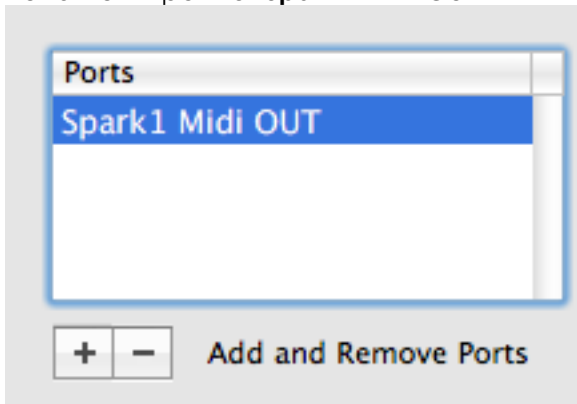 Ports
Spark1 Midi OUT
+ − Add and Remove Ports